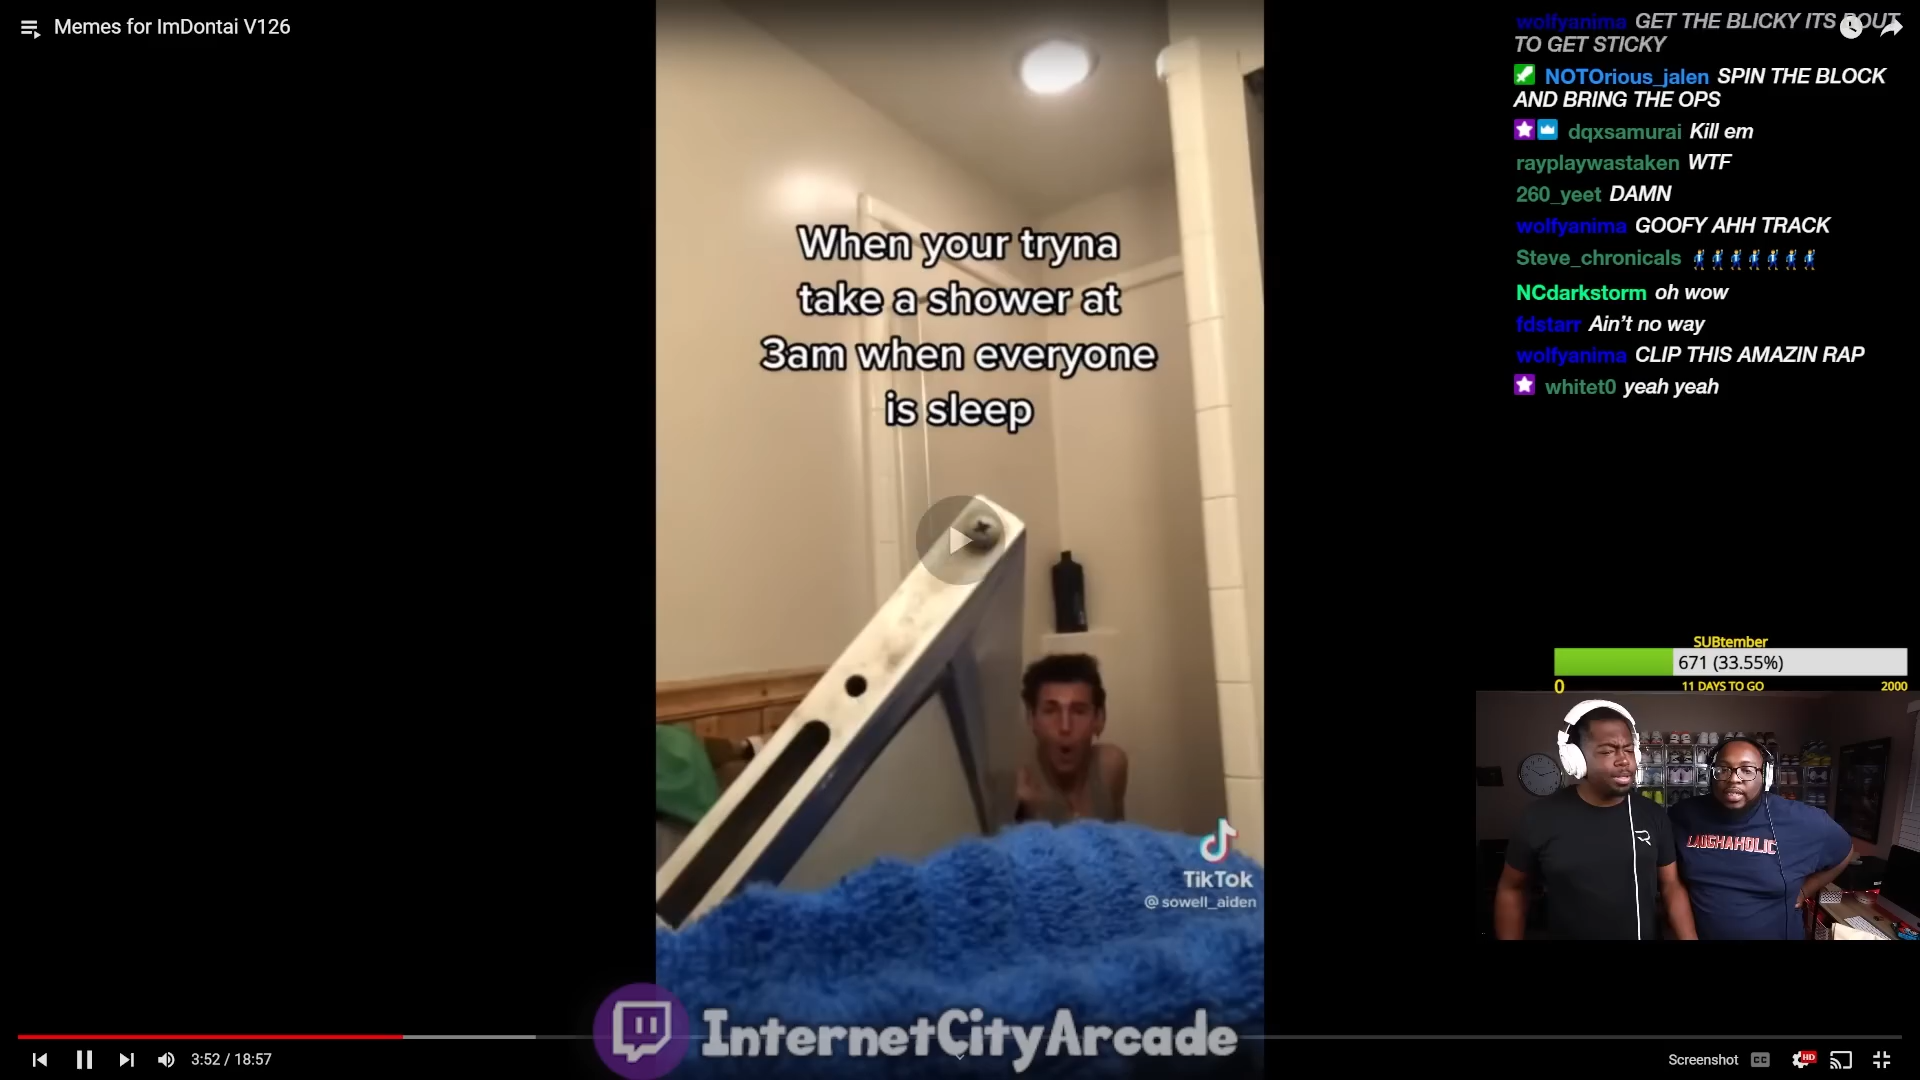 Memes for ImDontai V126
wolfyanima GET THE BLICKY ITS BOUT
TO GET STICKY
NOTOrious_jalen SPIN THE BLOCK
AND BRING THE OPS
dqxsamurai Kill em
rayplaywastaken WTF
260_yeet DAMN
wolfyanima GOOFY AHH TRACK
Steve_chronicals
NCdarkstorm oh wow
fdstarr Ain't no way
wolfyanima CLIP THIS AMAZIN RAP
whitet0 yeah yeah
When your tryna
take a shower at
3am when everyone
is sleep
SUBtember
671 (33.55%)
0 11 DAYS TO GO 2000
LAUGHAHOLIC
TikTok
@sowell_aiden
InternetCityArcade
3:52 / 18:57
Screenshot CC HD